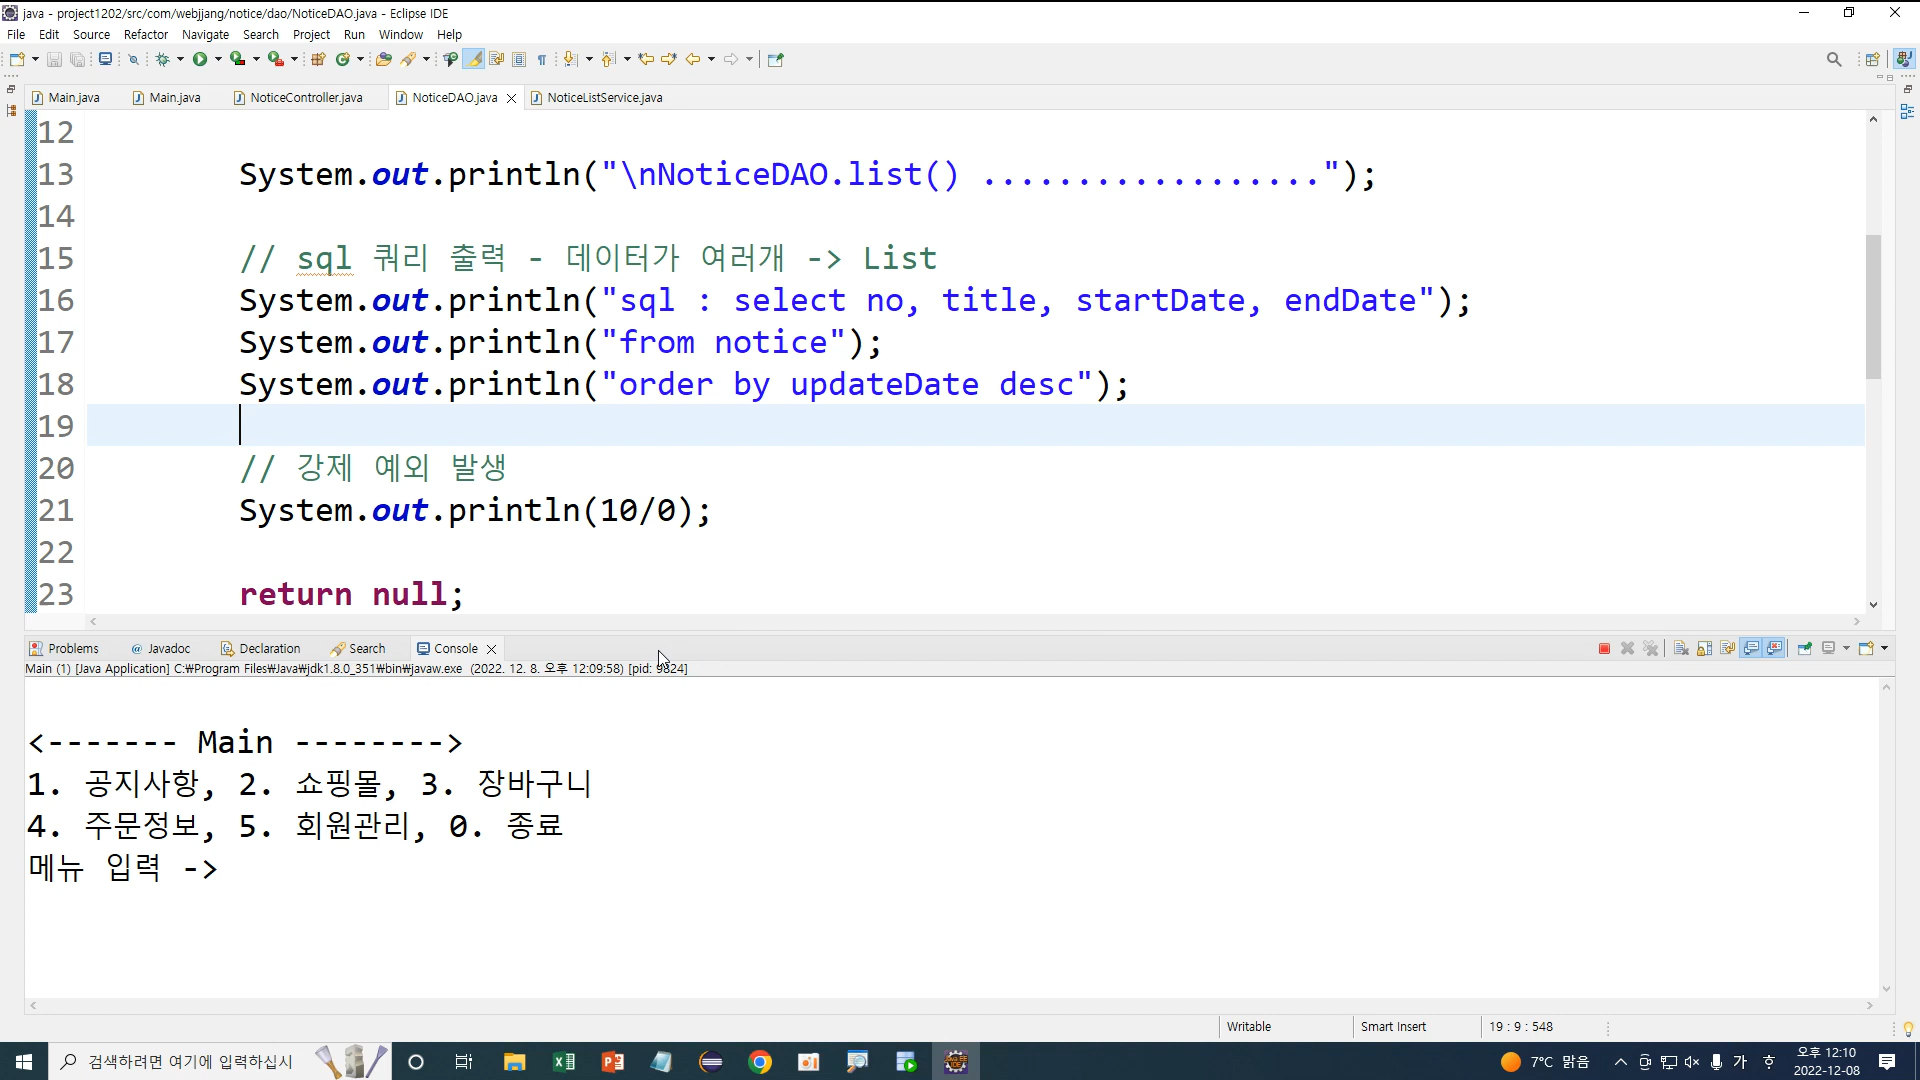 java - project1202/src/com/webjjang/notice/dao/NoticeDAO.java - Eclipse IDE
File Edit Source Refactor Navigate Search Project Run Window Help
Main.java Main.java NoticeController.java NoticeDAO.java NoticeListService.java
12
13 System.out.println("\nNoticeDAO.list() ..................");
14
15 // sql 쿼리 출력 - 데이터가 여러개 -> List
16 System.out.println("sql : select no, title, startDate, endDate");
17 System.out.println("from notice");
18 System.out.println("order by updateDate desc");
19
20 // 강제 예외 발생
21 System.out.println(10/0);
22
23 return null;
Problems @ Javadoc Declaration Search Console
Main (1) [Java Application] C:₩Program Files₩Java₩jdk1.8.0_351₩bin₩javaw.exe (2022. 12. 8. 오후 12:09:58) [pid: 9824]
<------- Main -------->
1. 공지사항, 2. 쇼핑몰, 3. 장바구니
4. 주문정보, 5. 회원관리, 0. 종료
메뉴 입력 ->
Writable Smart Insert 19 : 9 : 548
검색하려면 여기에 입력하십시 7°C 맑음 가 ᄒ 오후 12:10
2022-12-08